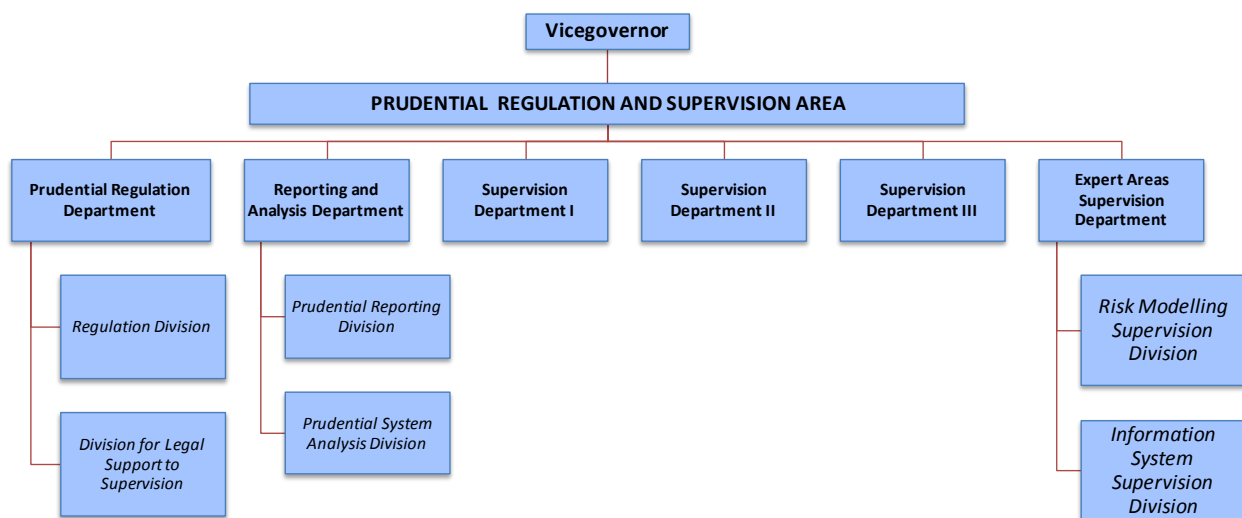 Vicegovernor
PRUDENTIAL REGULATION AND SUPERVISION AREA
Prudential Regulation
Department
Reporting and
Analysis Department
Supervision
Department I
Supervision
Department II
Supervision
Department III
Expert Areas
Supervision
Department
Regulation Division
Division for Legal
Support to
Supervision
Prudential Reporting
Division
Prudential System
Analysis Division
Risk Modelling
Supervision
Division
Information
System
Supervision
Division